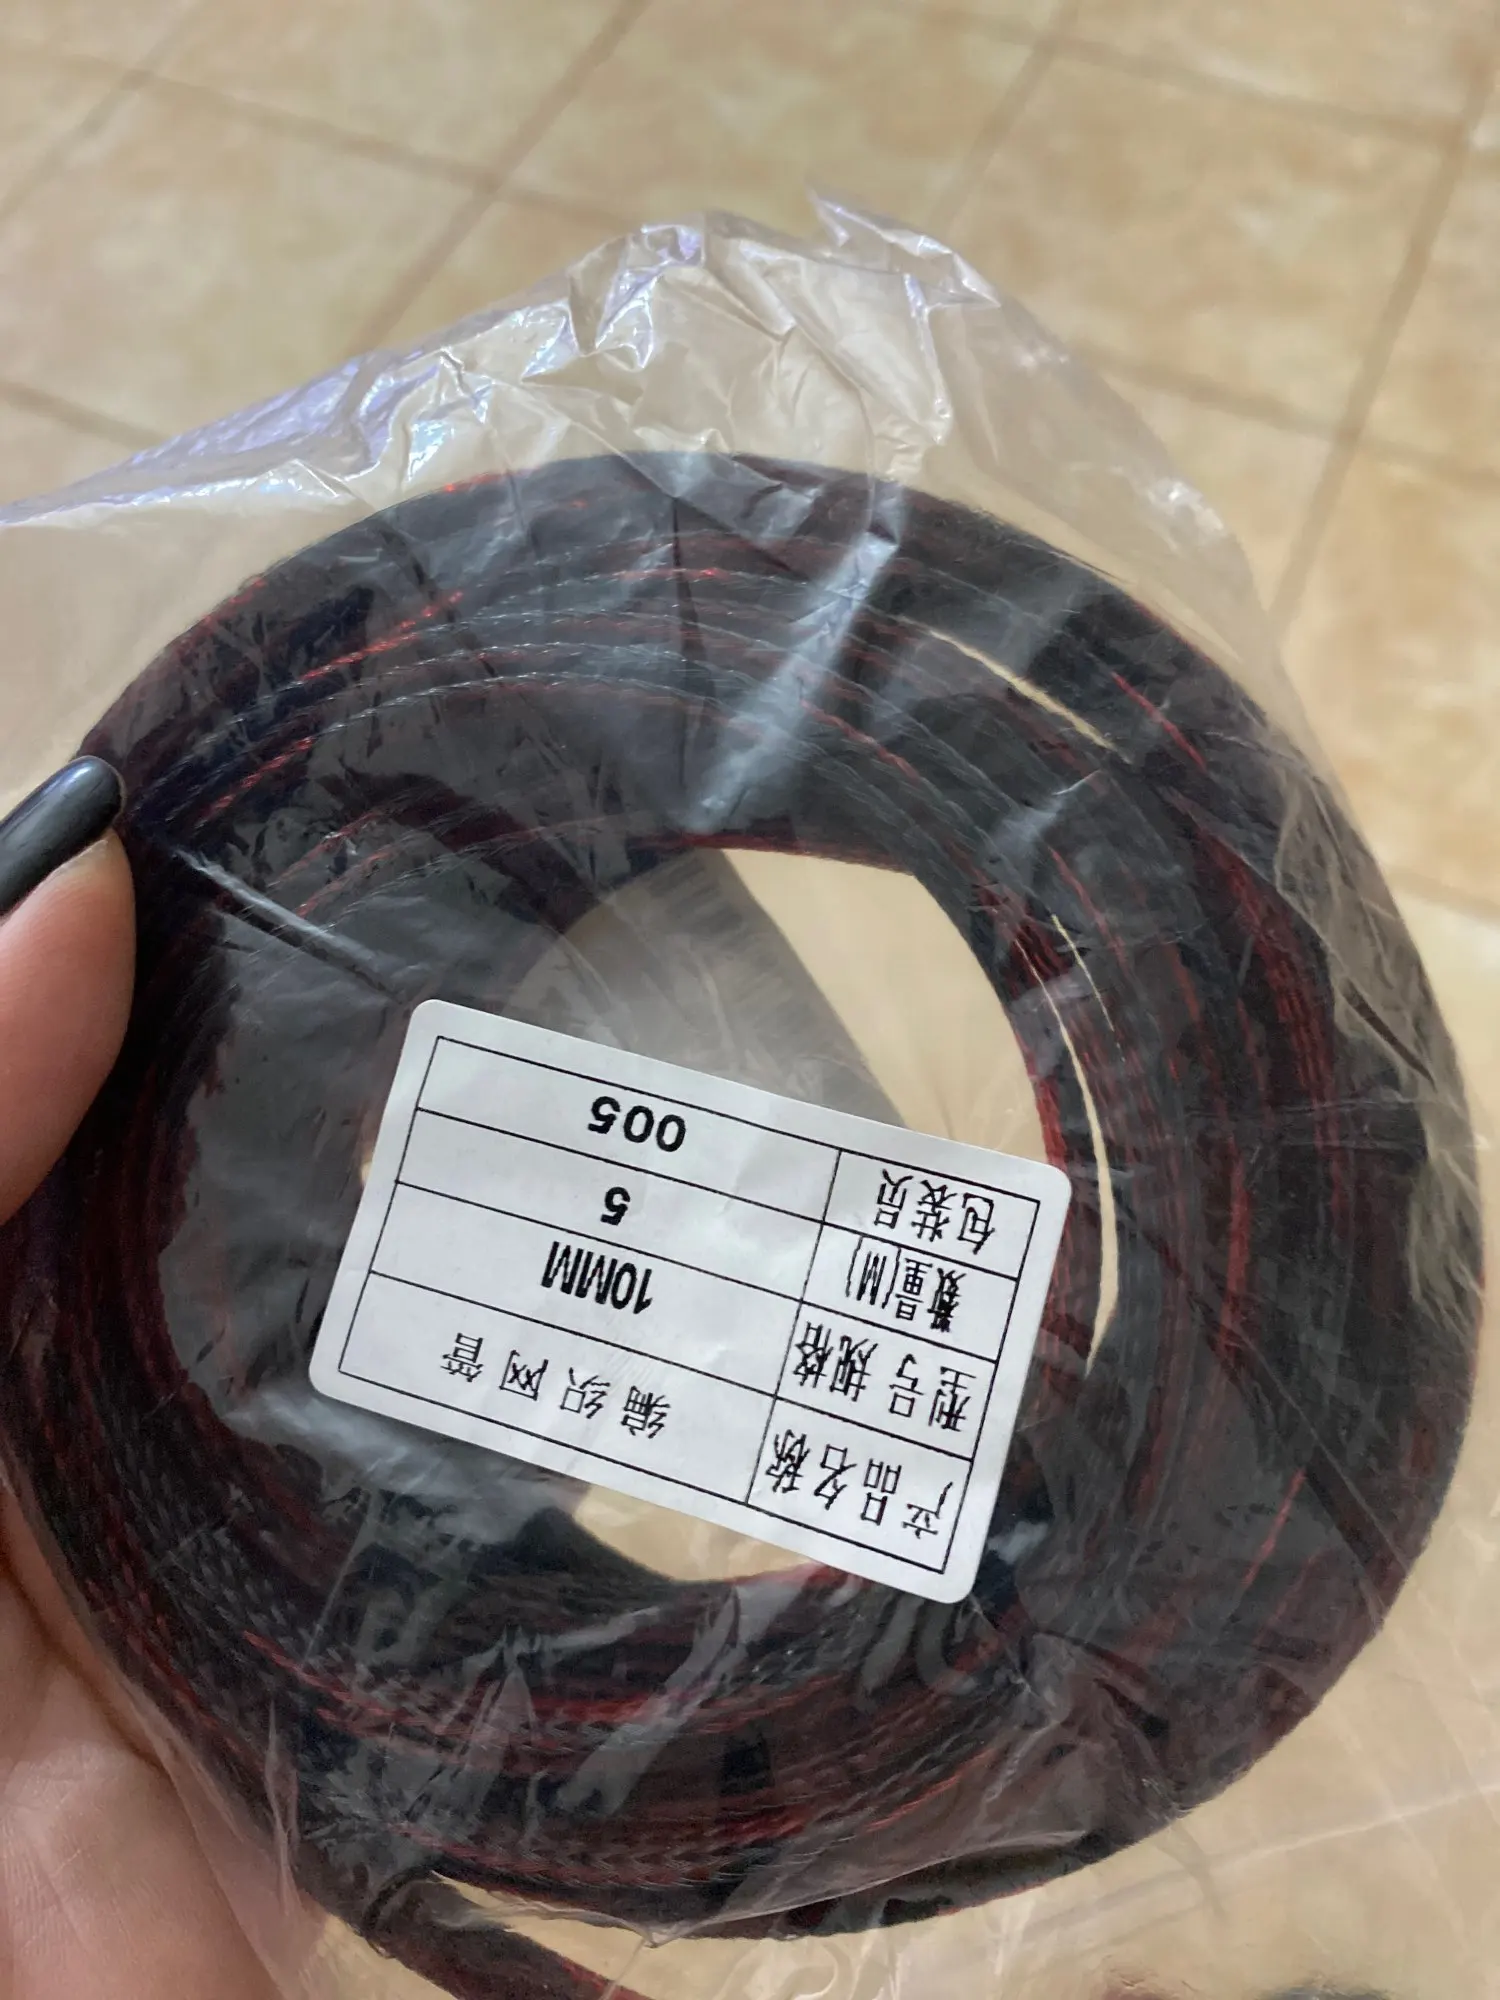 产品名称 编织网管
型号规格 10MM
数量(M) 5
包装员 005